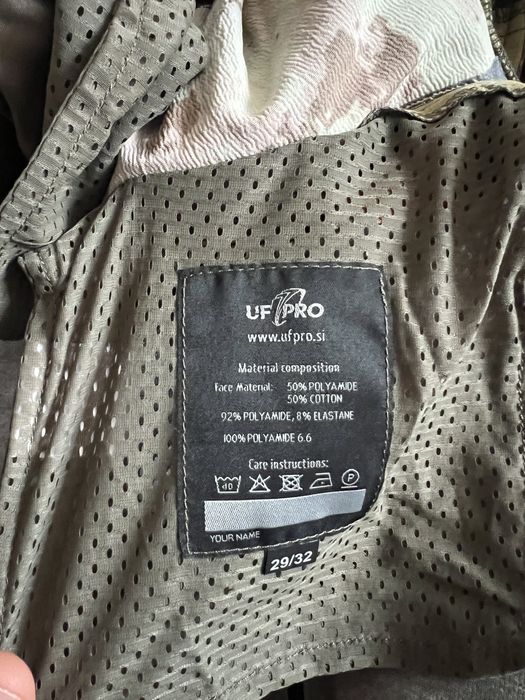 UF PRO
www.ufpro.si
Material composition
Face Material: 50% POLYAMIDE
50% COTTON
92% POLYAMIDE, 8% ELASTANE
100% POLYAMIDE 6.6
Care instructions:
40 P
YOUR NAME
29/32